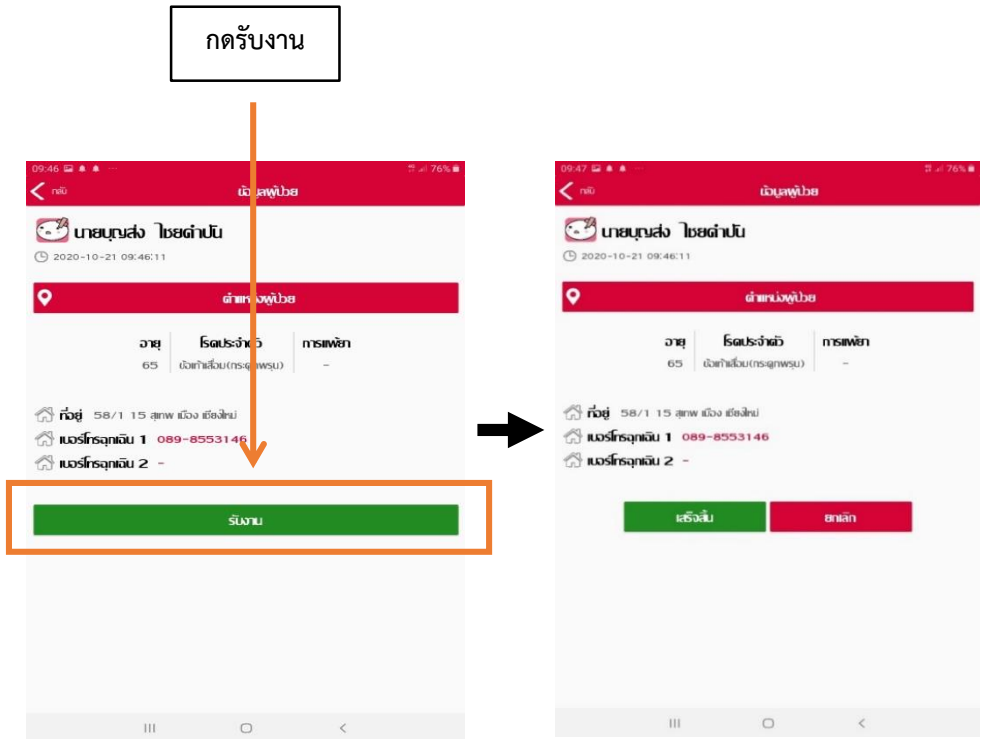 กดรับงาน
09:46
76%
กลับ
ข้อมูลผู้ป่วย
นายบุญส่ง ไชยคำปัน
2020-10-21 09:46:11
ตำแหน่งผู้ป่วย
อายุ โรคประจำตัว การแพ้ยา
65 ข้อเท้าเสื่อม(กระดูกพรุน) -
ที่อยู่ 58/1 15 สุเทพ เมือง เชียงใหม่
เบอร์โทรฉุกเฉิน 1 089-8553146
เบอร์โทรฉุกเฉิน 2 -
รับงาน
09:47
76%
กลับ
ข้อมูลผู้ป่วย
นายบุญส่ง ไชยคำปัน
2020-10-21 09:46:11
ตำแหน่งผู้ป่วย
อายุ โรคประจำตัว การแพ้ยา
65 ข้อเท้าเสื่อม(กระดูกพรุน) -
ที่อยู่ 58/1 15 สุเทพ เมือง เชียงใหม่
เบอร์โทรฉุกเฉิน 1 089-8553146
เบอร์โทรฉุกเฉิน 2 -
เสร็จสิ้น ยกเลิก